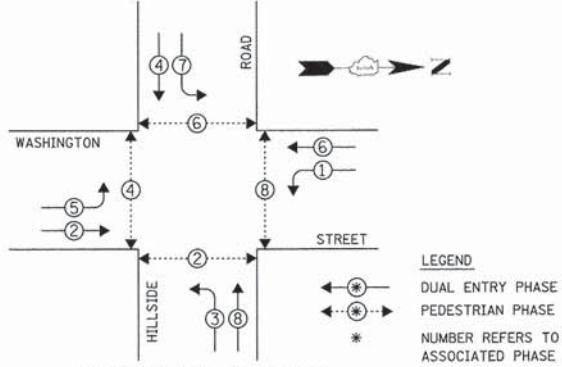 ROAD
4 7
6
WASHINGTON
6
1
4
8
5
2
STREET
2
HILLSIDE
3 8
LEGEND
* DUAL ENTRY PHASE
* PEDESTRIAN PHASE
* NUMBER REFERS TO
ASSOCIATED PHASE